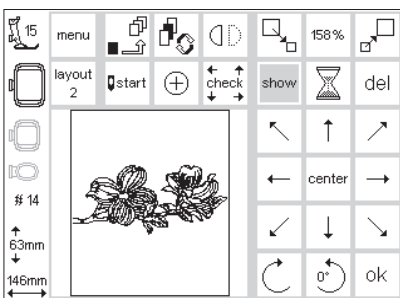 15
menu
158%
layout
2
start
check
show
del
center
# 14
63mm
146mm
0°
ok